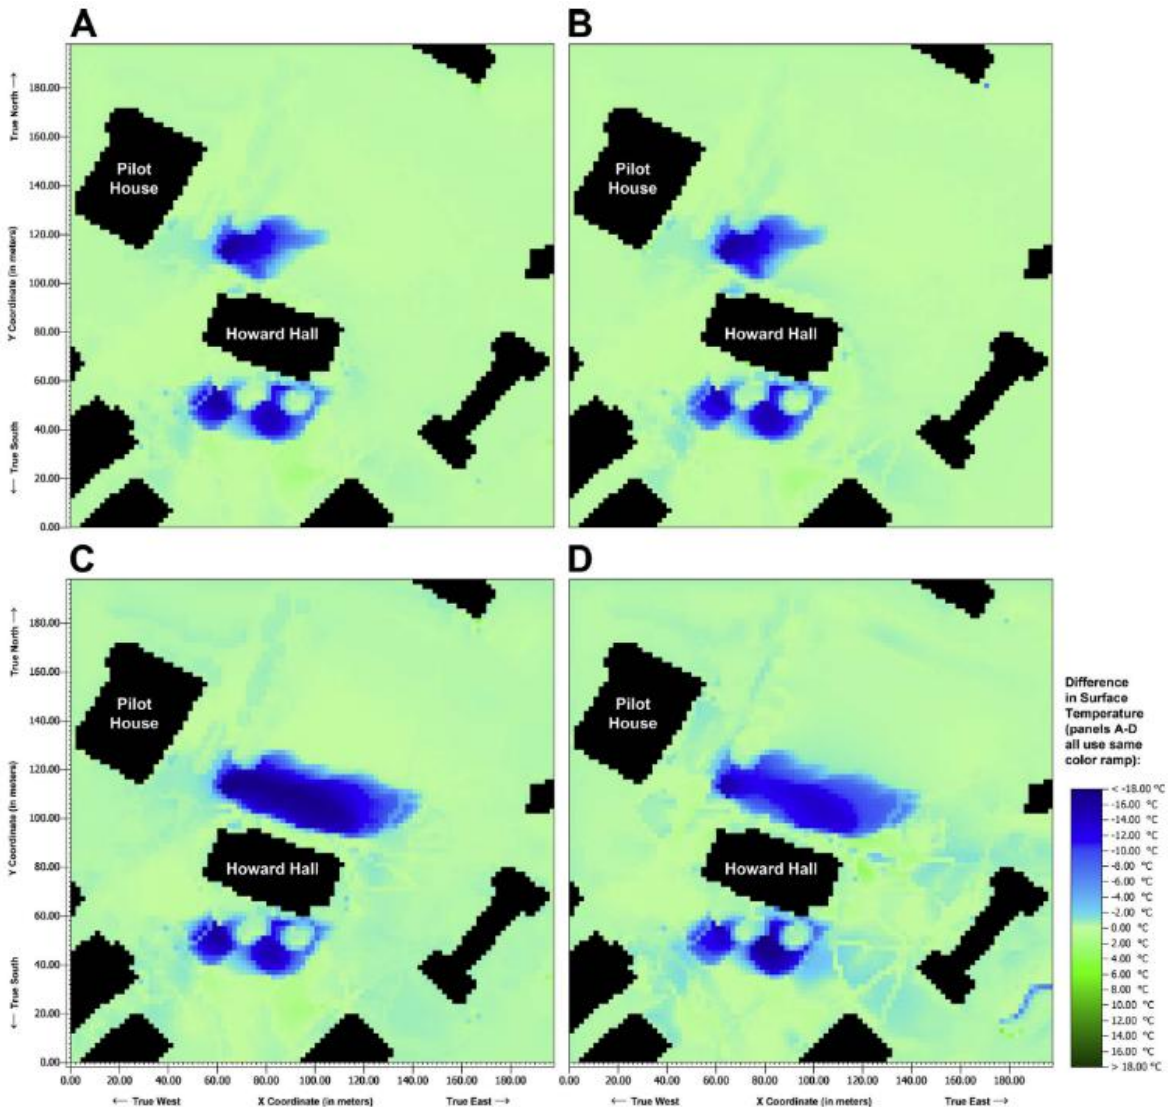 A
B
True North →
Y Coordinate (in meters)
← True South
180.00
160.00
140.00
120.00
100.00
80.00
60.00
40.00
20.00
0.00
Pilot
House
Howard Hall
Pilot
House
Howard Hall
C
D
True North →
Y Coordinate (in meters)
← True South
180.00
160.00
140.00
120.00
100.00
80.00
60.00
40.00
20.00
0.00
Pilot
House
Howard Hall
Pilot
House
Howard Hall
Difference
in Surface
Temperature
(panels A-D
all use same
color ramp):
< -18.00 °C
-16.00 °C
-14.00 °C
-12.00 °C
-10.00 °C
-8.00 °C
-6.00 °C
-4.00 °C
-2.00 °C
0.00 °C
2.00 °C
4.00 °C
6.00 °C
8.00 °C
10.00 °C
12.00 °C
14.00 °C
16.00 °C
> 18.00 °C
0.00 20.00 40.00 60.00 80.00 100.00 120.00 140.00 160.00 180.00
0.00 20.00 40.00 60.00 80.00 100.00 120.00 140.00 160.00 180.00
← True West X Coordinate (in meters) True East →
← True West X Coordinate (in meters) True East →